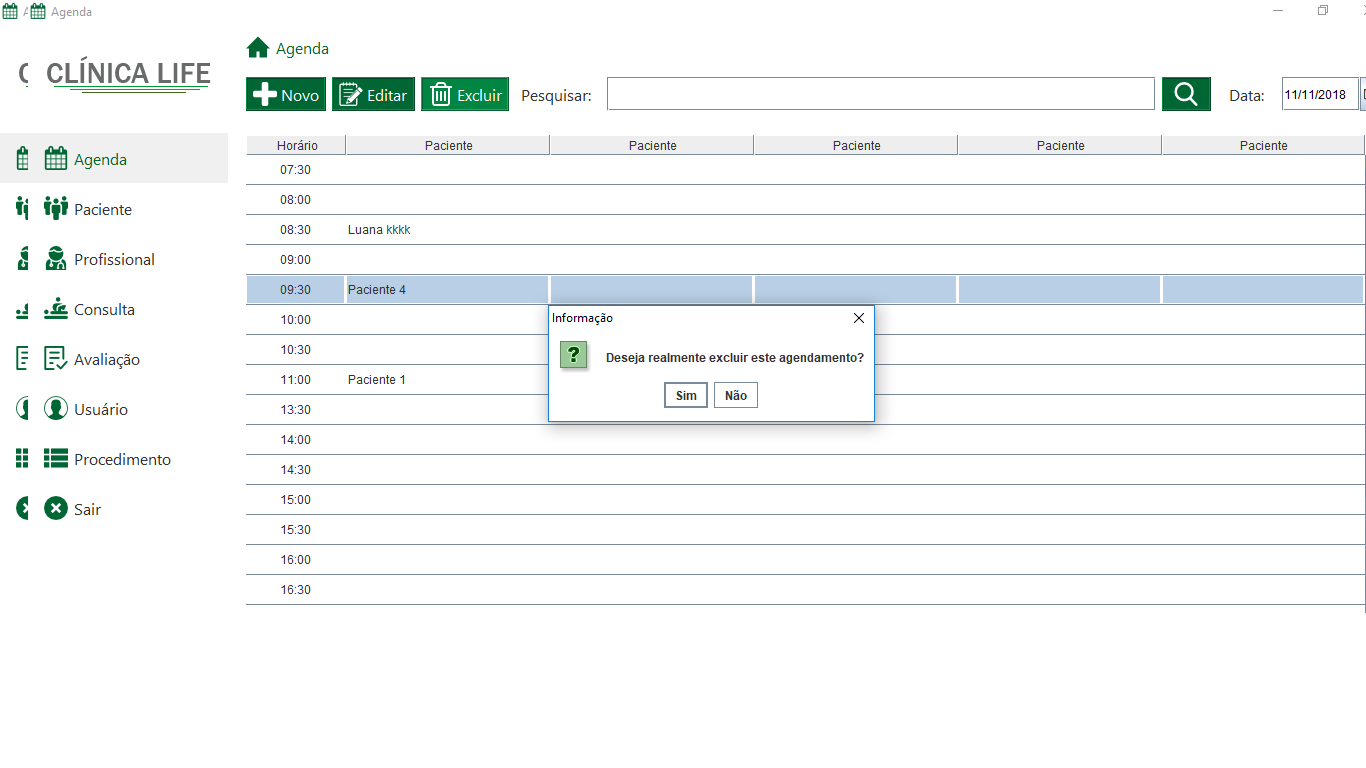 Agenda
CLÍNICA LIFE
Agenda
Paciente
Profissional
Consulta
Avaliação
Usuário
Procedimento
Sair
Agenda
Novo Editar Excluir Pesquisar: Data: 11/11/2018
Horário Paciente Paciente Paciente Paciente Paciente
07:30
08:00
08:30 Luana kkkk
09:00
09:30 Paciente 4
10:00
10:30
11:00 Paciente 1
13:30
14:00
14:30
15:00
15:30
16:00
16:30
Informação
? Deseja realmente excluir este agendamento?
Sim Não